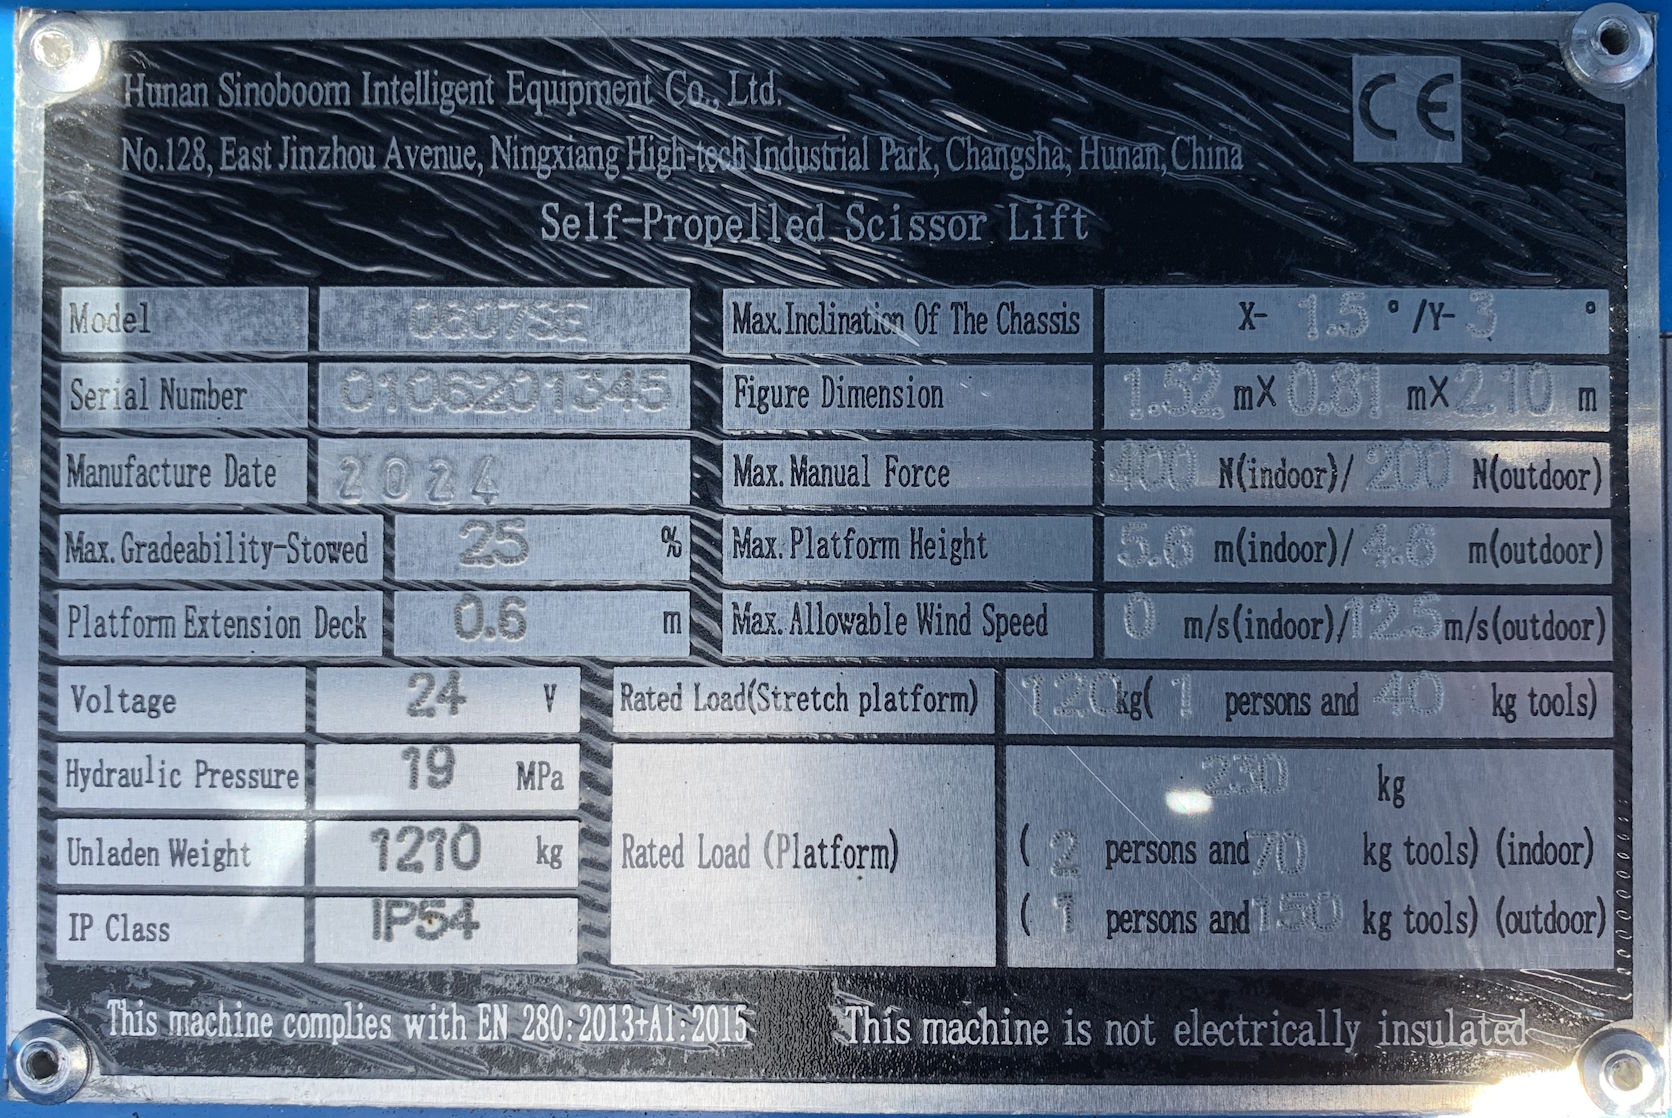 Hunan Sinoboom Intelligent Equipment Co., Ltd.
CE
No.128, East Jinzhou Avenue, Ningxiang High-tech Industrial Park, Changsha, Hunan, China
Self-Propelled Scissor Lift
Model 0607SE
Serial Number 0106201345
Manufacture Date 2024
Max. Gradeability-Stowed 25 %
Platform Extension Deck 0.6 m
Max. Inclination Of The Chassis X- 1.5 ° /Y- 3 °
Figure Dimension 1.52 mX 0.81 mX 2.10 m
Max. Manual Force 400 N(indoor)/ 200 N(outdoor)
Max. Platform Height 5.6 m(indoor)/ 4.6 m(outdoor)
Max. Allowable Wind Speed 0 m/s(indoor)/ 12.5 m/s(outdoor)
Voltage 24 V
Hydraulic Pressure 19 MPa
Unladen Weight 1210 kg
IP Class IP54
Rated Load(Stretch platform) 120 kg( 1 persons and 40 kg tools)
Rated Load (Platform) 230 kg
( 2 persons and 70 kg tools) (indoor)
( 1 persons and 150 kg tools) (outdoor)
This machine complies with EN 280:2013+A1:2015
This machine is not electrically insulated